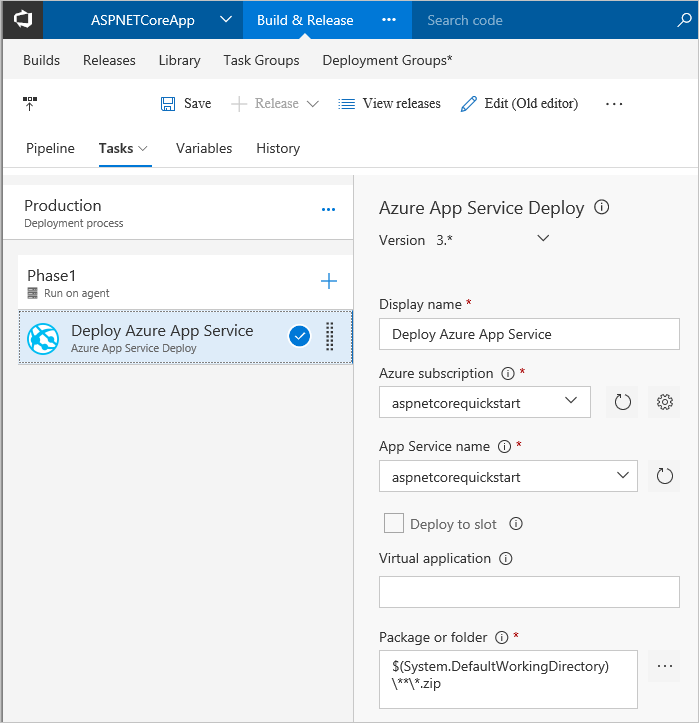 ASPNETCoreApp
Build & Release
...
Search code
Builds
Releases
Library
Task Groups
Deployment Groups*
Save
Release
View releases
Edit (Old editor)
...
Pipeline
Tasks
Variables
History
Production
...
Deployment process
Phase1
Run on agent
Deploy Azure App Service
Azure App Service Deploy
Azure App Service Deploy
Version 3.*
Display name *
Deploy Azure App Service
Azure subscription *
aspnetcorequickstart
App Service name *
aspnetcorequickstart
Deploy to slot
Virtual application
Package or folder *
$(System.DefaultWorkingDirectory)
\**\*.zip
...